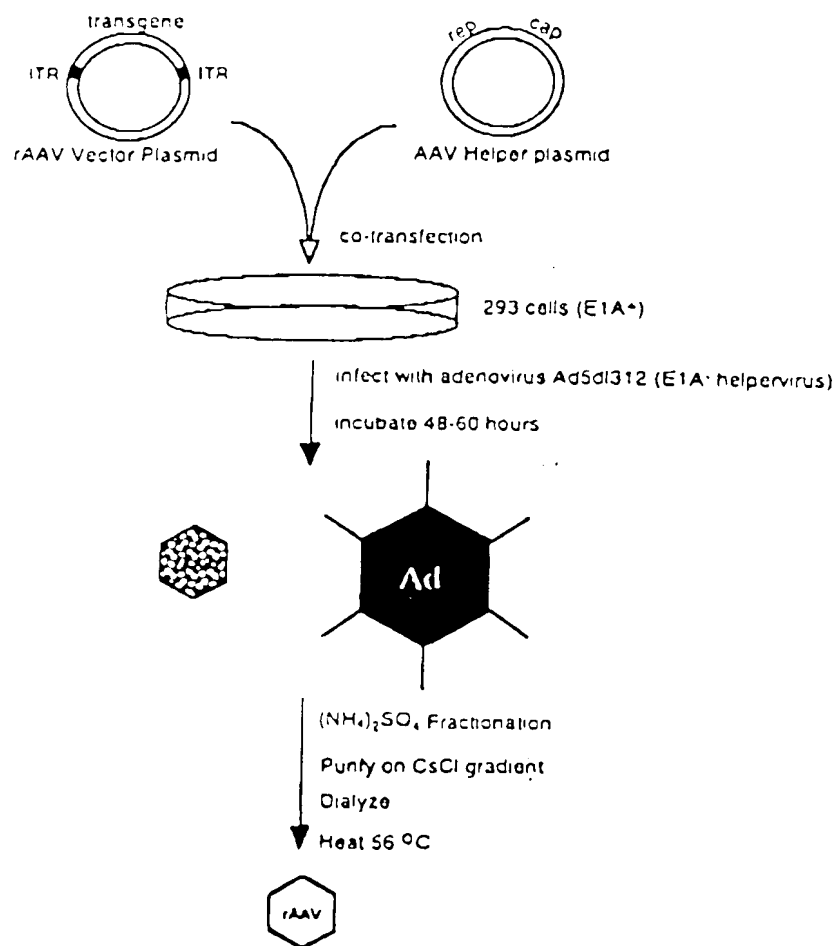 transgene
ITR
ITR
rAAV Vector Plasmid
rep
cap
AAV Helper plasmid
co-transfection
293 cells (E1A+)
infect with adenovirus Ad5dl312 (E1A- helpervirus)
incubate 48-60 hours
Ad
(NH₄)₂SO₄ Fractionation
Purify on CsCl gradient
Dialyze
Heat 56 °C
rAAV